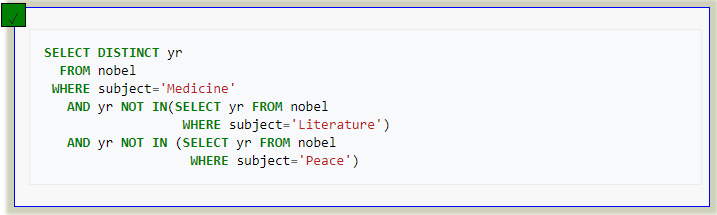 SELECT DISTINCT yr
FROM nobel
WHERE subject='Medicine'
AND yr NOT IN(SELECT yr FROM nobel
WHERE subject='Literature')
AND yr NOT IN (SELECT yr FROM nobel
WHERE subject='Peace')